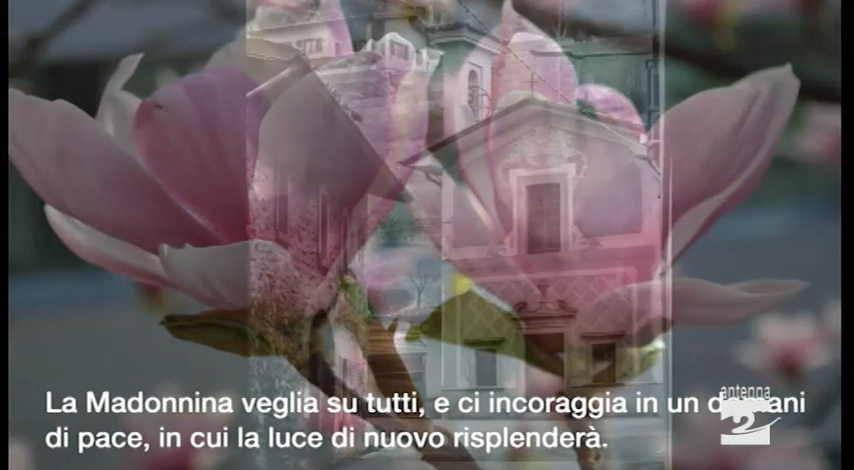 La Madonnina veglia su tutti, e ci incoraggia in un domani
di pace, in cui la luce di nuovo risplenderà.
antenna
2